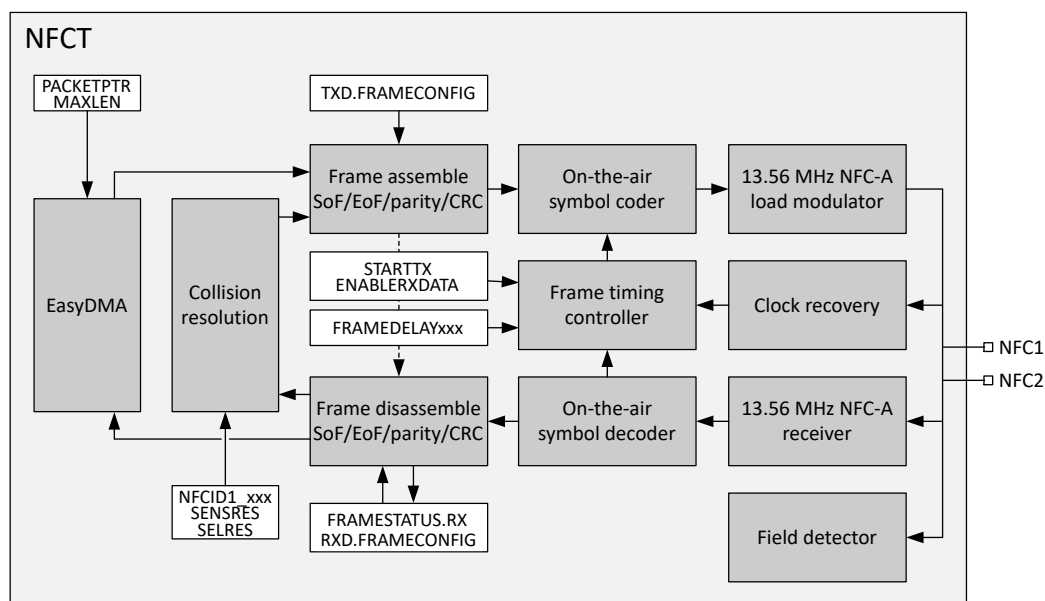 NFCT
PACKETPTR
MAXLEN
TXD.FRAMECONFIG
Frame assemble
SoF/EoF/parity/CRC
On-the-air
symbol coder
13.56 MHz NFC-A
load modulator
EasyDMA
Collision
resolution
STARTTX
ENABLERXDATA
Frame timing
controller
Clock recovery
FRAMEDELAYxxx
NFC1
NFC2
Frame disassemble
SoF/EoF/parity/CRC
On-the-air
symbol decoder
13.56 MHz NFC-A
receiver
NFCID1_xxx
SENSRES
SELRES
FRAMESTATUS.RX
RXD.FRAMECONFIG
Field detector